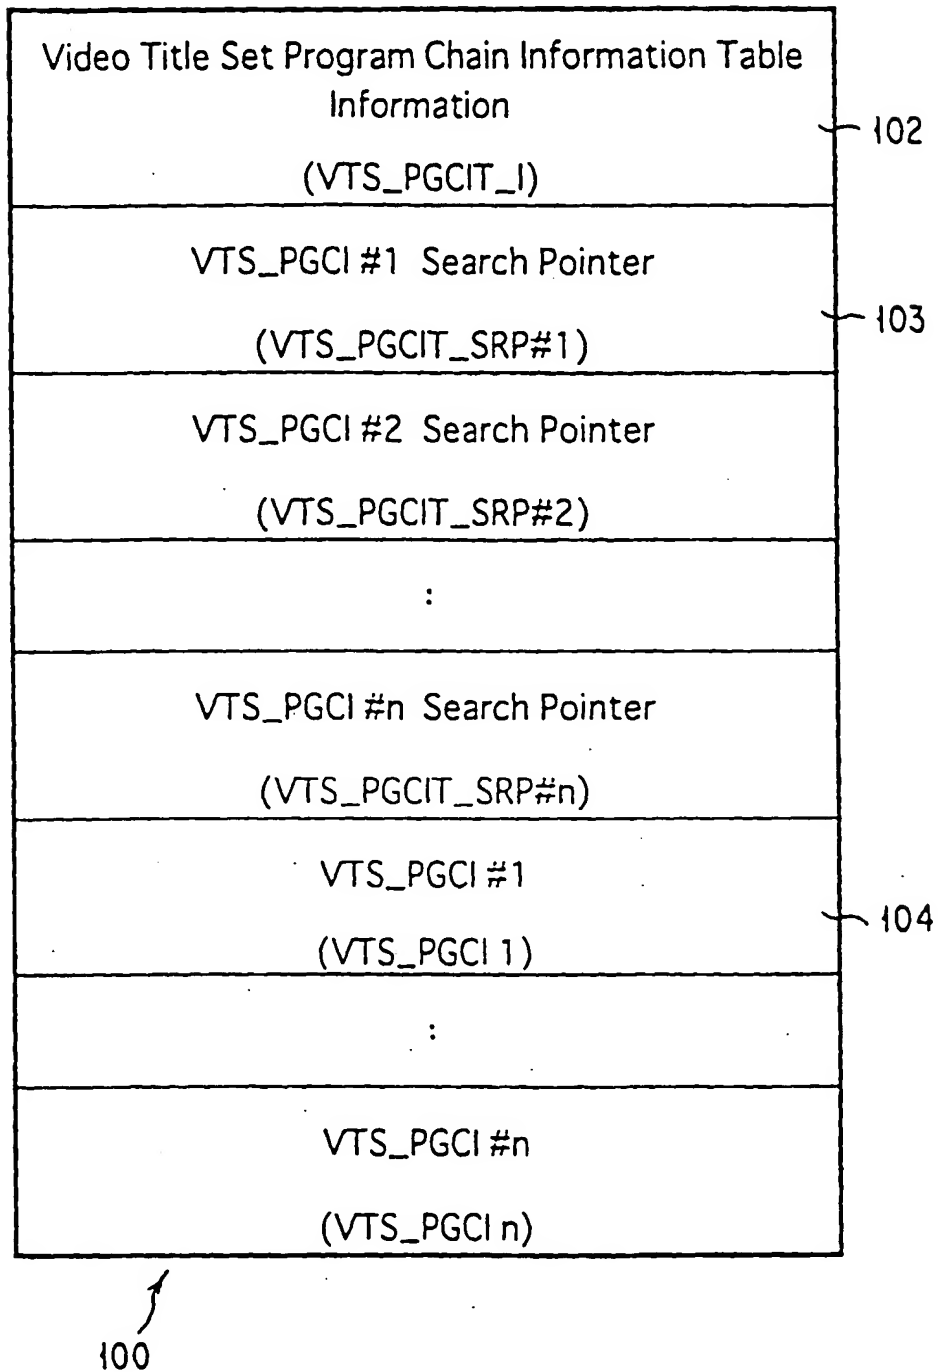 Video Title Set Program Chain Information Table
Information
(VTS_PGCIT_I)
102
VTS_PGCI #1 Search Pointer
(VTS_PGCIT_SRP#1)
103
VTS_PGCI #2 Search Pointer
(VTS_PGCIT_SRP#2)
:
VTS_PGCI #n Search Pointer
(VTS_PGCIT_SRP#n)
VTS_PGCI #1
(VTS_PGCI 1)
104
:
VTS_PGCI #n
(VTS_PGCI n)
100